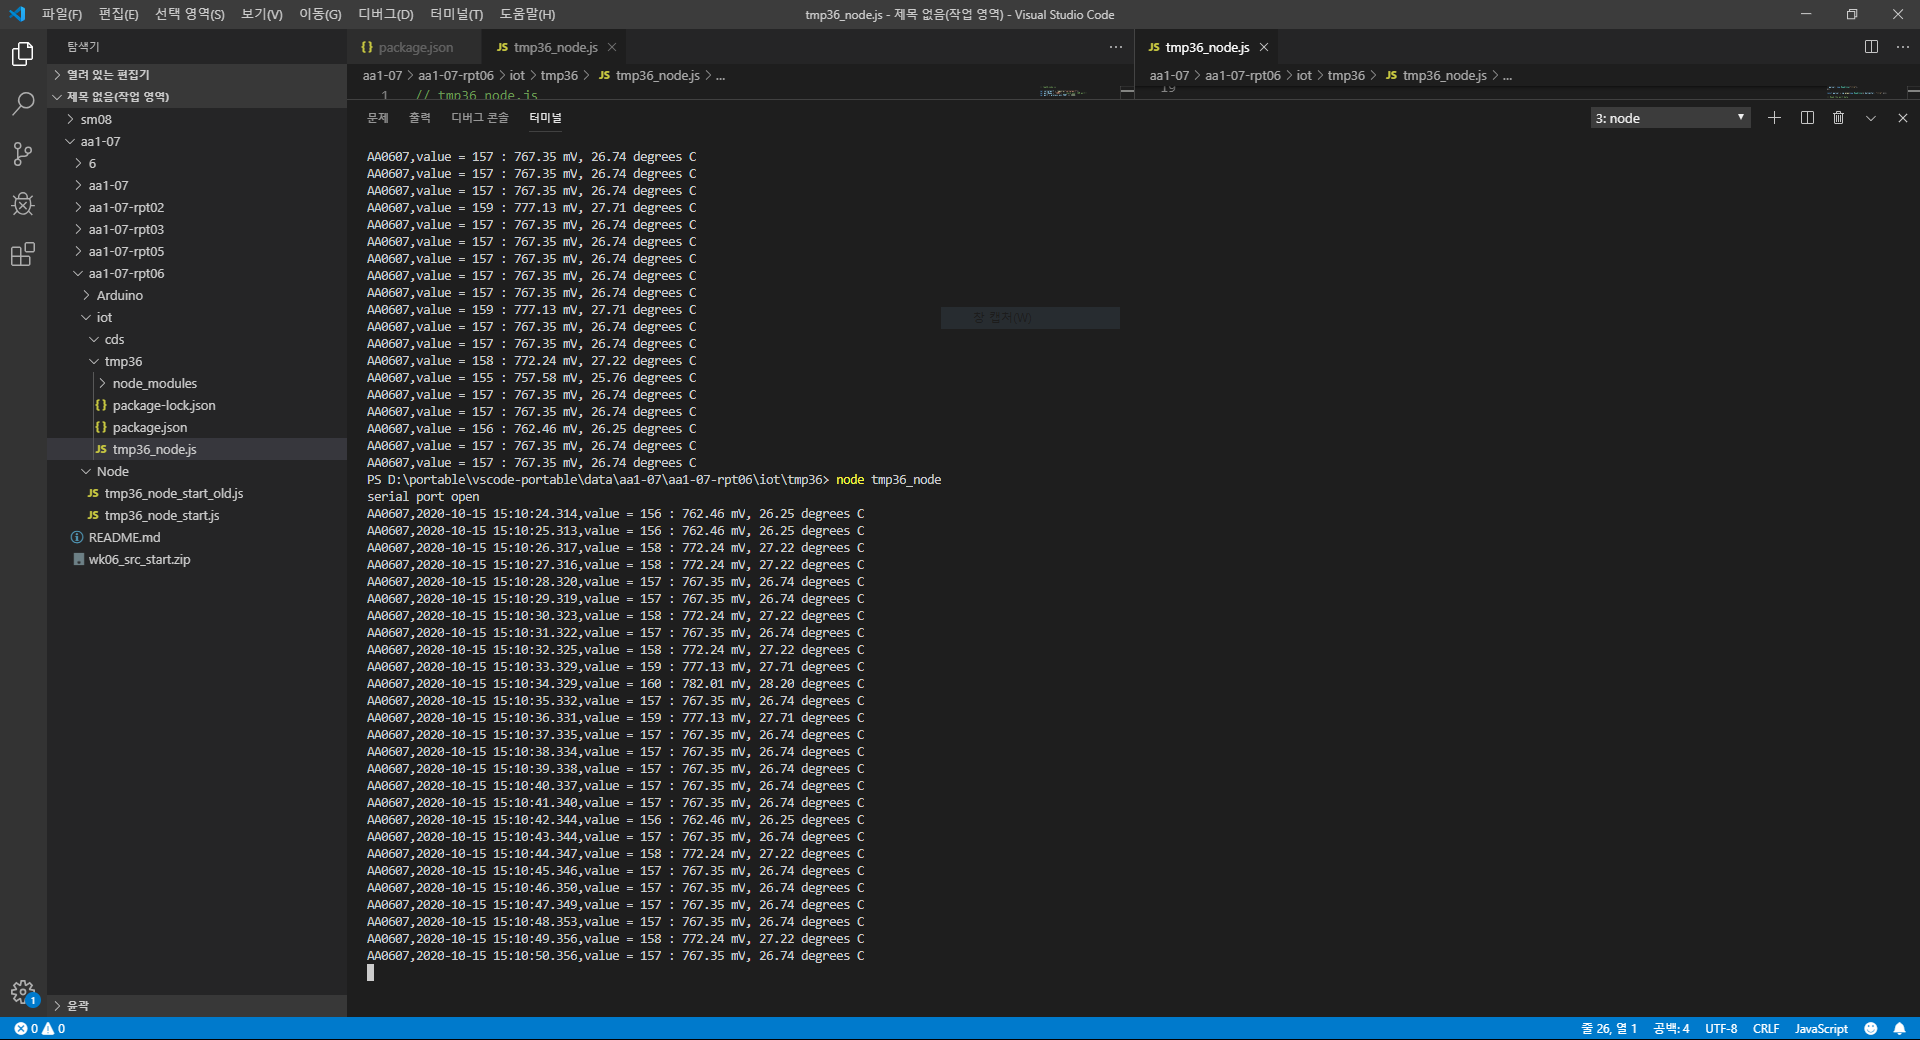 파일(F) 편집(E) 선택 영역(S) 보기(V) 이동(G) 디버그(D) 터미널(T) 도움말(H)
tmp36_node.js - 제목 없음(작업 영역) - Visual Studio Code
탐색기
열려 있는 편집기
제목 없음(작업 영역)
sm08
aa1-07
6
aa1-07
aa1-07-rpt02
aa1-07-rpt03
aa1-07-rpt05
aa1-07-rpt06
Arduino
iot
cds
tmp36
node_modules
{} package-lock.json
{} package.json
JS tmp36_node.js
Node
JS tmp36_node_start_old.js
JS tmp36_node_start.js
README.md
wk06_src_start.zip
윤곽
{} package.json JS tmp36_node.js
aa1-07 > aa1-07-rpt06 > iot > tmp36 > JS tmp36_node.js > ...
1 // tmp36_node.js
JS tmp36_node.js
aa1-07 > aa1-07-rpt06 > iot > tmp36 > JS tmp36_node.js > ...
19
문제 출력 디버그 콘솔 터미널
3: node
AA0607,value = 157 : 767.35 mV, 26.74 degrees C
AA0607,value = 157 : 767.35 mV, 26.74 degrees C
AA0607,value = 157 : 767.35 mV, 26.74 degrees C
AA0607,value = 159 : 777.13 mV, 27.71 degrees C
AA0607,value = 157 : 767.35 mV, 26.74 degrees C
AA0607,value = 157 : 767.35 mV, 26.74 degrees C
AA0607,value = 157 : 767.35 mV, 26.74 degrees C
AA0607,value = 157 : 767.35 mV, 26.74 degrees C
AA0607,value = 157 : 767.35 mV, 26.74 degrees C
AA0607,value = 159 : 777.13 mV, 27.71 degrees C
창 캡처(W)
AA0607,value = 157 : 767.35 mV, 26.74 degrees C
AA0607,value = 157 : 767.35 mV, 26.74 degrees C
AA0607,value = 158 : 772.24 mV, 27.22 degrees C
AA0607,value = 155 : 757.58 mV, 25.76 degrees C
AA0607,value = 157 : 767.35 mV, 26.74 degrees C
AA0607,value = 157 : 767.35 mV, 26.74 degrees C
AA0607,value = 156 : 762.46 mV, 26.25 degrees C
AA0607,value = 157 : 767.35 mV, 26.74 degrees C
AA0607,value = 157 : 767.35 mV, 26.74 degrees C
PS D:\portable\vscode-portable\data\aa1-07\aa1-07-rpt06\iot\tmp36> node tmp36_node
serial port open
AA0607,2020-10-15 15:10:24.314,value = 156 : 762.46 mV, 26.25 degrees C
AA0607,2020-10-15 15:10:25.313,value = 156 : 762.46 mV, 26.25 degrees C
AA0607,2020-10-15 15:10:26.317,value = 158 : 772.24 mV, 27.22 degrees C
AA0607,2020-10-15 15:10:27.316,value = 158 : 772.24 mV, 27.22 degrees C
AA0607,2020-10-15 15:10:28.320,value = 157 : 767.35 mV, 26.74 degrees C
AA0607,2020-10-15 15:10:29.319,value = 157 : 767.35 mV, 26.74 degrees C
AA0607,2020-10-15 15:10:30.323,value = 158 : 772.24 mV, 27.22 degrees C
AA0607,2020-10-15 15:10:31.322,value = 157 : 767.35 mV, 26.74 degrees C
AA0607,2020-10-15 15:10:32.325,value = 158 : 772.24 mV, 27.22 degrees C
AA0607,2020-10-15 15:10:33.329,value = 159 : 777.13 mV, 27.71 degrees C
AA0607,2020-10-15 15:10:34.329,value = 160 : 782.01 mV, 28.20 degrees C
AA0607,2020-10-15 15:10:35.332,value = 157 : 767.35 mV, 26.74 degrees C
AA0607,2020-10-15 15:10:36.331,value = 159 : 777.13 mV, 27.71 degrees C
AA0607,2020-10-15 15:10:37.335,value = 157 : 767.35 mV, 26.74 degrees C
AA0607,2020-10-15 15:10:38.334,value = 157 : 767.35 mV, 26.74 degrees C
AA0607,2020-10-15 15:10:39.338,value = 157 : 767.35 mV, 26.74 degrees C
AA0607,2020-10-15 15:10:40.337,value = 157 : 767.35 mV, 26.74 degrees C
AA0607,2020-10-15 15:10:41.340,value = 157 : 767.35 mV, 26.74 degrees C
AA0607,2020-10-15 15:10:42.344,value = 156 : 762.46 mV, 26.25 degrees C
AA0607,2020-10-15 15:10:43.344,value = 157 : 767.35 mV, 26.74 degrees C
AA0607,2020-10-15 15:10:44.347,value = 158 : 772.24 mV, 27.22 degrees C
AA0607,2020-10-15 15:10:45.346,value = 157 : 767.35 mV, 26.74 degrees C
AA0607,2020-10-15 15:10:46.350,value = 157 : 767.35 mV, 26.74 degrees C
AA0607,2020-10-15 15:10:47.349,value = 157 : 767.35 mV, 26.74 degrees C
AA0607,2020-10-15 15:10:48.353,value = 157 : 767.35 mV, 26.74 degrees C
AA0607,2020-10-15 15:10:49.356,value = 158 : 772.24 mV, 27.22 degrees C
AA0607,2020-10-15 15:10:50.356,value = 157 : 767.35 mV, 26.74 degrees C
1
0 0
줄 26, 열 1 공백: 4 UTF-8 CRLF JavaScript